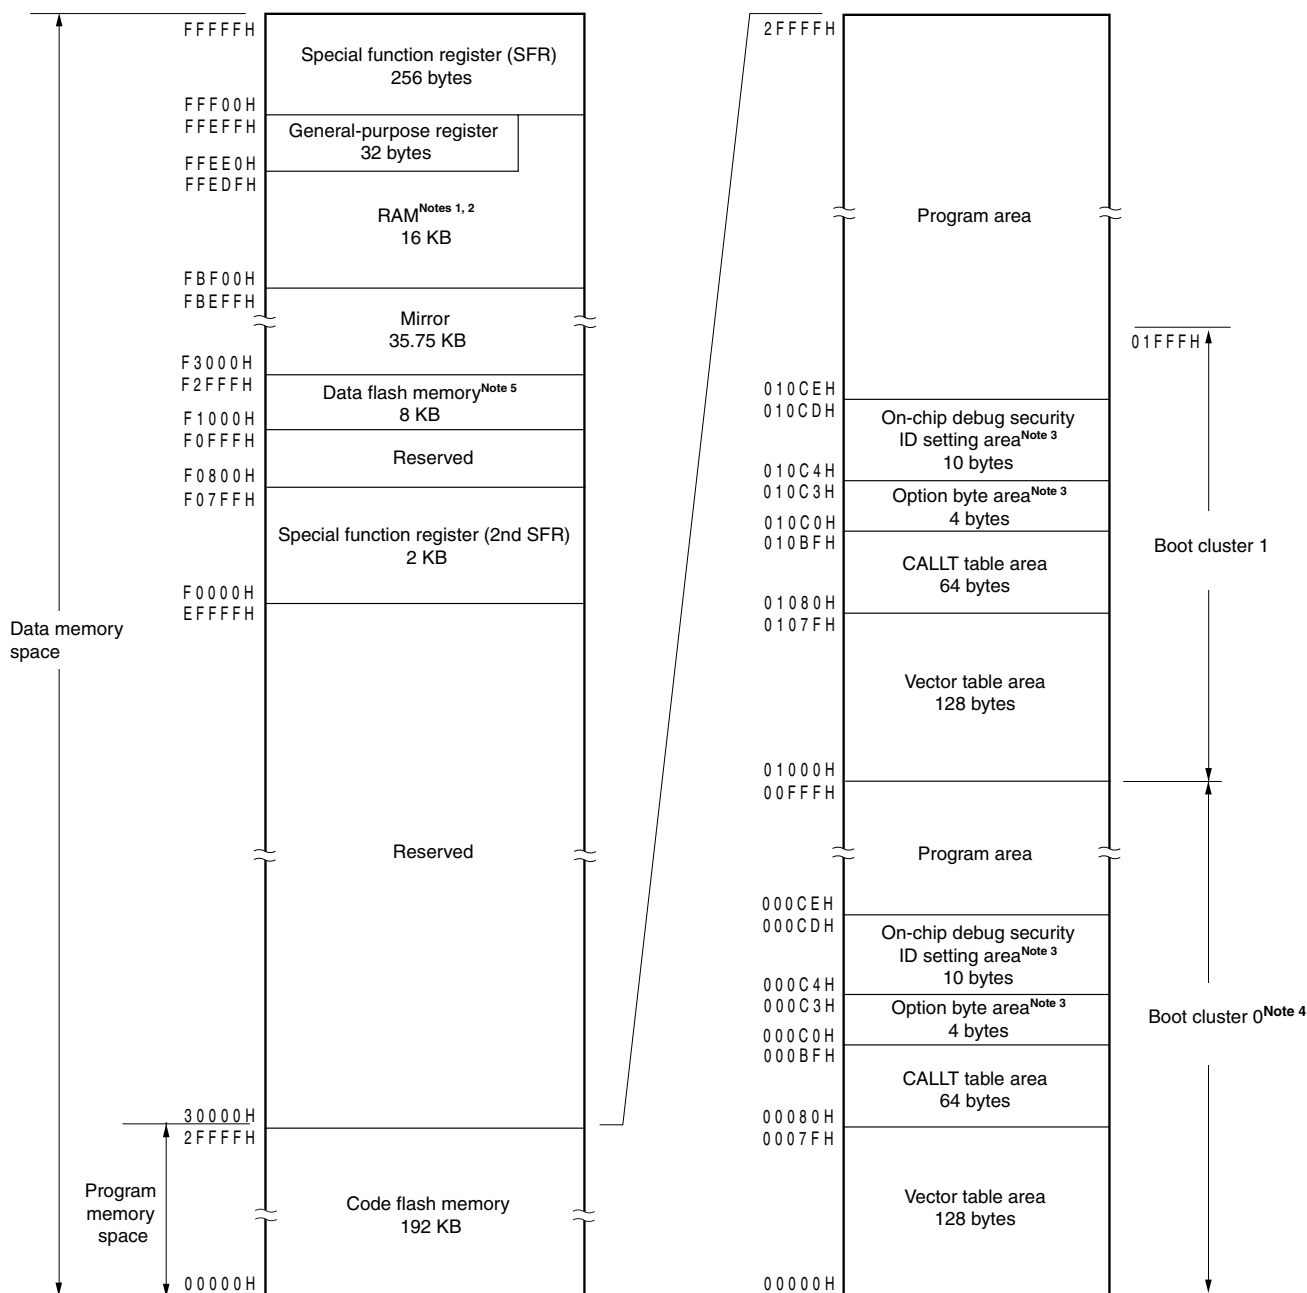 FFFFFH
Special function register (SFR)
256 bytes
FFF00H
FFEFFH
General-purpose register
32 bytes
FFEE0H
FFEDFH
RAMNotes 1, 2
16 KB
FBF00H
FBEFFH
Mirror
35.75 KB
F3000H
F2FFFH
Data flash memoryNote 5
8 KB
F1000H
F0FFFH
Reserved
F0800H
F07FFH
Special function register (2nd SFR)
2 KB
F0000H
EFFFFH
Data memory
space
Reserved
30000H
2FFFFH
Program
memory
space
Code flash memory
192 KB
00000H
2FFFFH
Program area
01FFFH
010CEH
010CDH
On-chip debug security
ID setting areaNote 3
10 bytes
010C4H
010C3H
Option byte areaNote 3
4 bytes
010C0H
010BFH
CALLT table area
64 bytes
Boot cluster 1
01080H
0107FH
Vector table area
128 bytes
01000H
00FFFH
Program area
000CEH
000CDH
On-chip debug security
ID setting areaNote 3
10 bytes
000C4H
000C3H
Option byte areaNote 3
4 bytes
Boot cluster 0Note 4
000C0H
000BFH
CALLT table area
64 bytes
00080H
0007FH
Vector table area
128 bytes
00000H